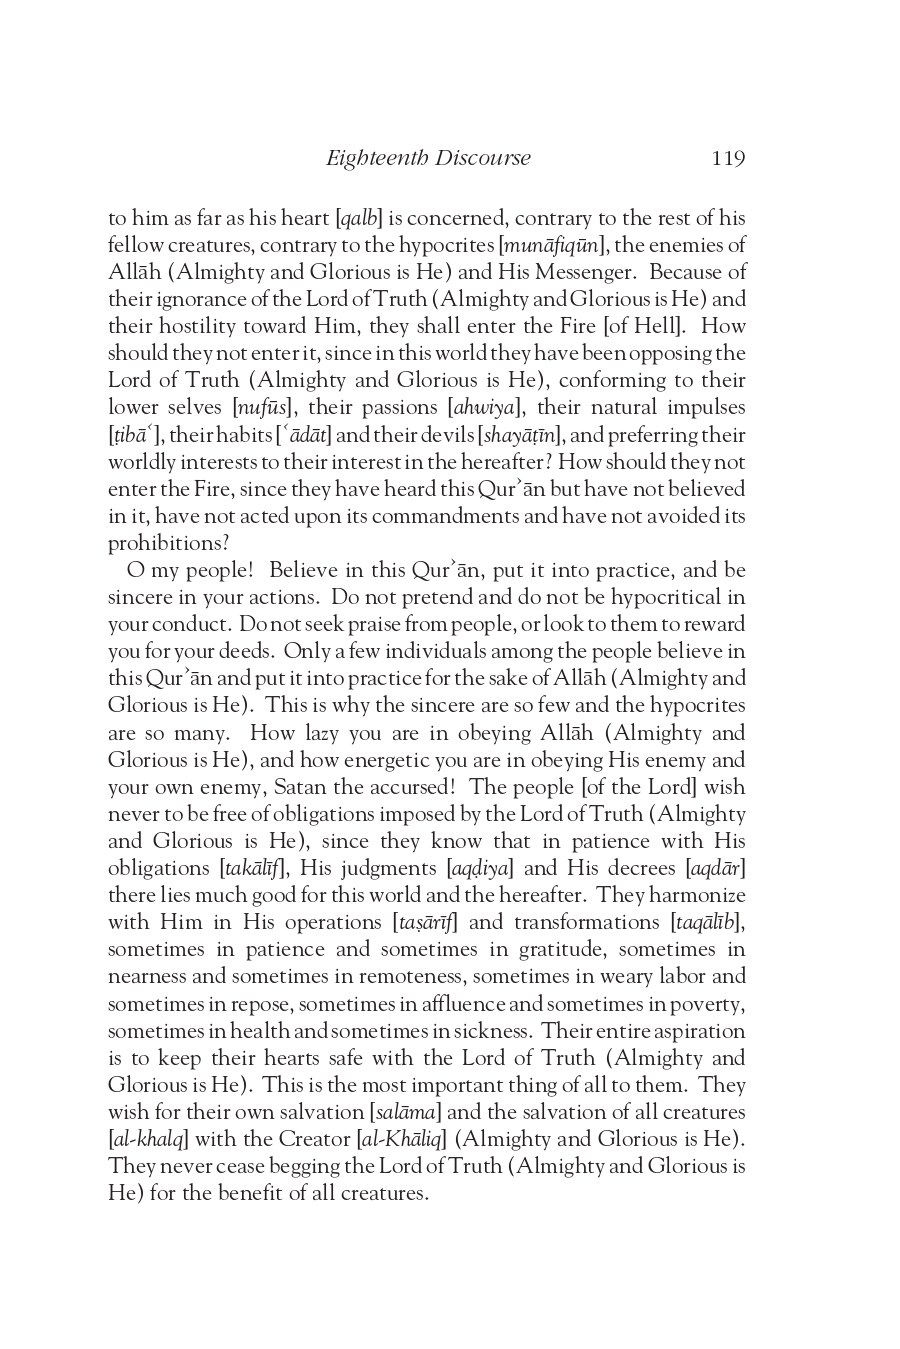 Eighteenth Discourse 119
to him as far as his heart [qalb] is concerned, contrary to the rest of his
fellow creatures, contrary to the hypocrites [munāfiqūn], the enemies of
Allāh (Almighty and Glorious is He) and His Messenger. Because of
their ignorance of the Lord of Truth (Almighty and Glorious is He) and
their hostility toward Him, they shall enter the Fire [of Hell]. How
should they not enter it, since in this world they have been opposing the
Lord of Truth (Almighty and Glorious is He), conforming to their
lower selves [nufūs], their passions [ahwiya], their natural impulses
[ṭibāʿ], their habits [ʿādāt] and their devils [shayāṭīn], and preferring their
worldly interests to their interest in the hereafter? How should they not
enter the Fire, since they have heard this Qurʾān but have not believed
in it, have not acted upon its commandments and have not avoided its
prohibitions?
O my people! Believe in this Qurʾān, put it into practice, and be
sincere in your actions. Do not pretend and do not be hypocritical in
your conduct. Do not seek praise from people, or look to them to reward
you for your deeds. Only a few individuals among the people believe in
this Qurʾān and put it into practice for the sake of Allāh (Almighty and
Glorious is He). This is why the sincere are so few and the hypocrites
are so many. How lazy you are in obeying Allāh (Almighty and
Glorious is He), and how energetic you are in obeying His enemy and
your own enemy, Satan the accursed! The people [of the Lord] wish
never to be free of obligations imposed by the Lord of Truth (Almighty
and Glorious is He), since they know that in patience with His
obligations [takālīf], His judgments [aqḍiya] and His decrees [aqdār]
there lies much good for this world and the hereafter. They harmonize
with Him in His operations [taṣārīf] and transformations [taqālīb],
sometimes in patience and sometimes in gratitude, sometimes in
nearness and sometimes in remoteness, sometimes in weary labor and
sometimes in repose, sometimes in affluence and sometimes in poverty,
sometimes in health and sometimes in sickness. Their entire aspiration
is to keep their hearts safe with the Lord of Truth (Almighty and
Glorious is He). This is the most important thing of all to them. They
wish for their own salvation [salāma] and the salvation of all creatures
[al-khalq] with the Creator [al-Khāliq] (Almighty and Glorious is He).
They never cease begging the Lord of Truth (Almighty and Glorious is
He) for the benefit of all creatures.